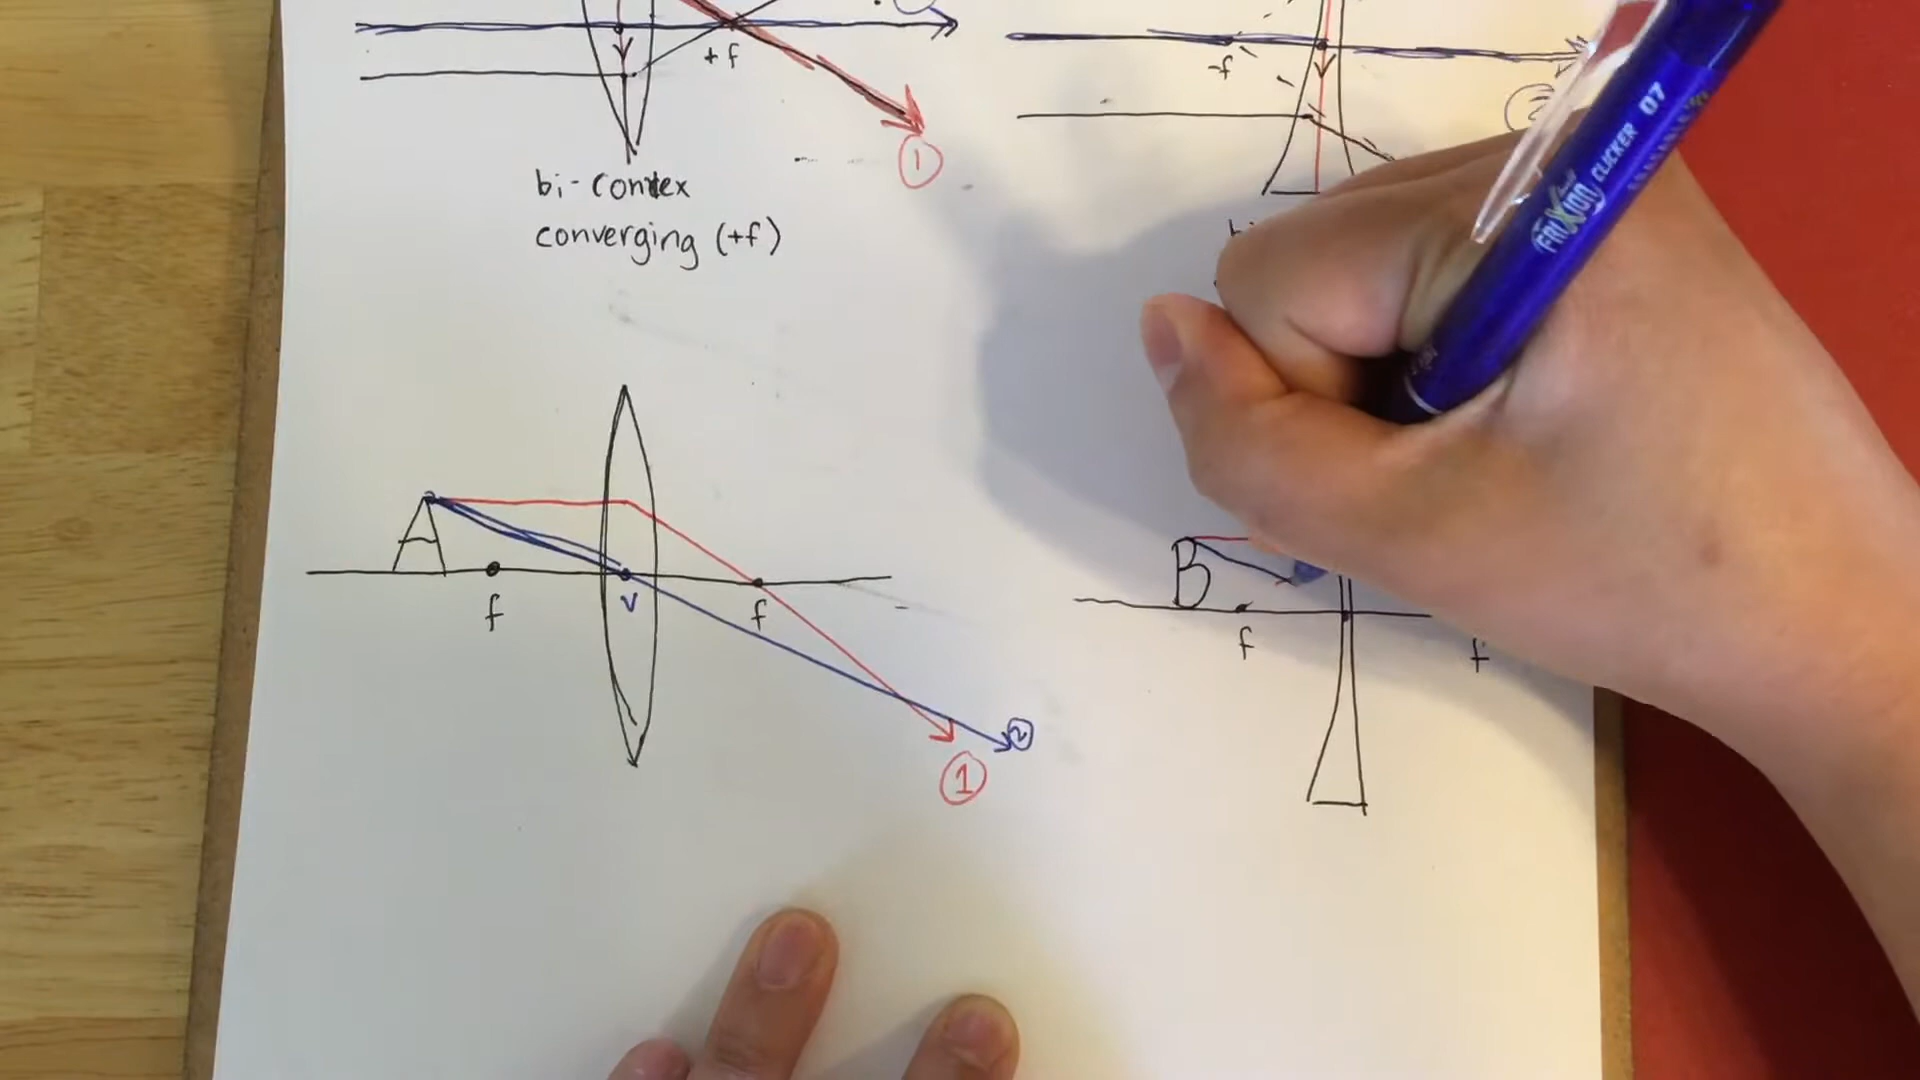 +f
-f
1
bi-convex
converging (+f)
FRIXION CLICKER 07
A
f
v
f
2
1
B
f
f